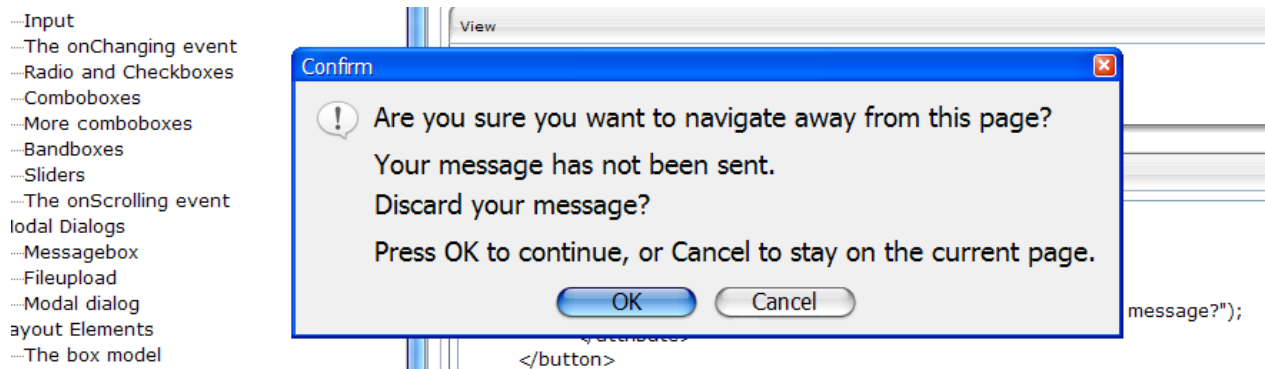 Input
The onChanging event
Radio and Checkboxes
Comboboxes
More comboboxes
Bandboxes
Sliders
The onScrolling event
odal Dialogs
Messagebox
Fileupload
Modal dialog
ayout Elements
The box model
View
Confirm
Are you sure you want to navigate away from this page?
Your message has not been sent.
Discard your message?
Press OK to continue, or Cancel to stay on the current page.
OK Cancel
message?");
</button>